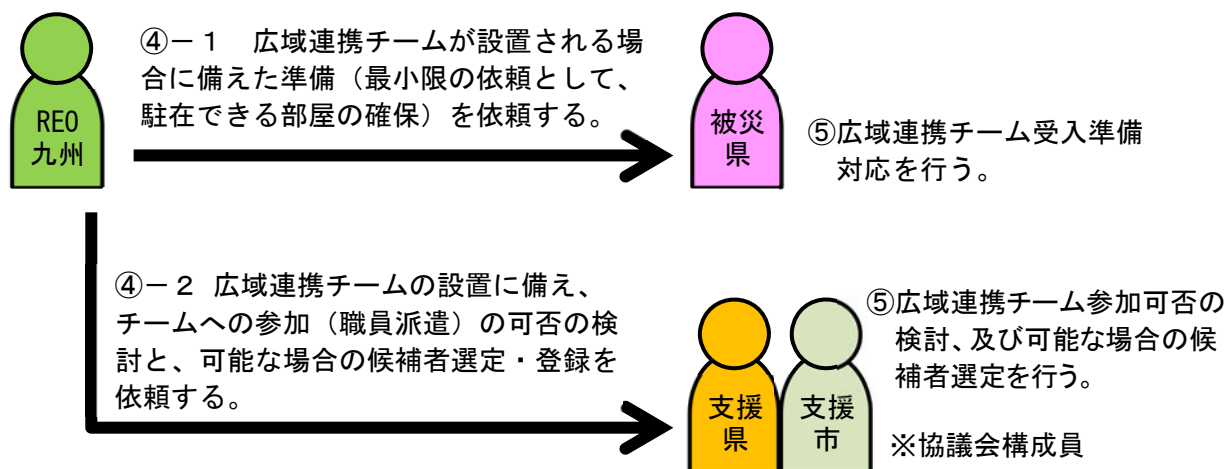 REO
九州
④－１　広域連携チームが設置される場
合に備えた準備（最小限の依頼として、
駐在できる部屋の確保）を依頼する。
被災
県
⑤広域連携チーム受入準備
対応を行う。
④－２ 広域連携チームの設置に備え、
チームへの参加（職員派遣）の可否の検
討と、可能な場合の候補者選定・登録を
依頼する。
支援
県
支援
市
⑤広域連携チーム参加可否の
検討、及び可能な場合の候
補者選定を行う。
※協議会構成員